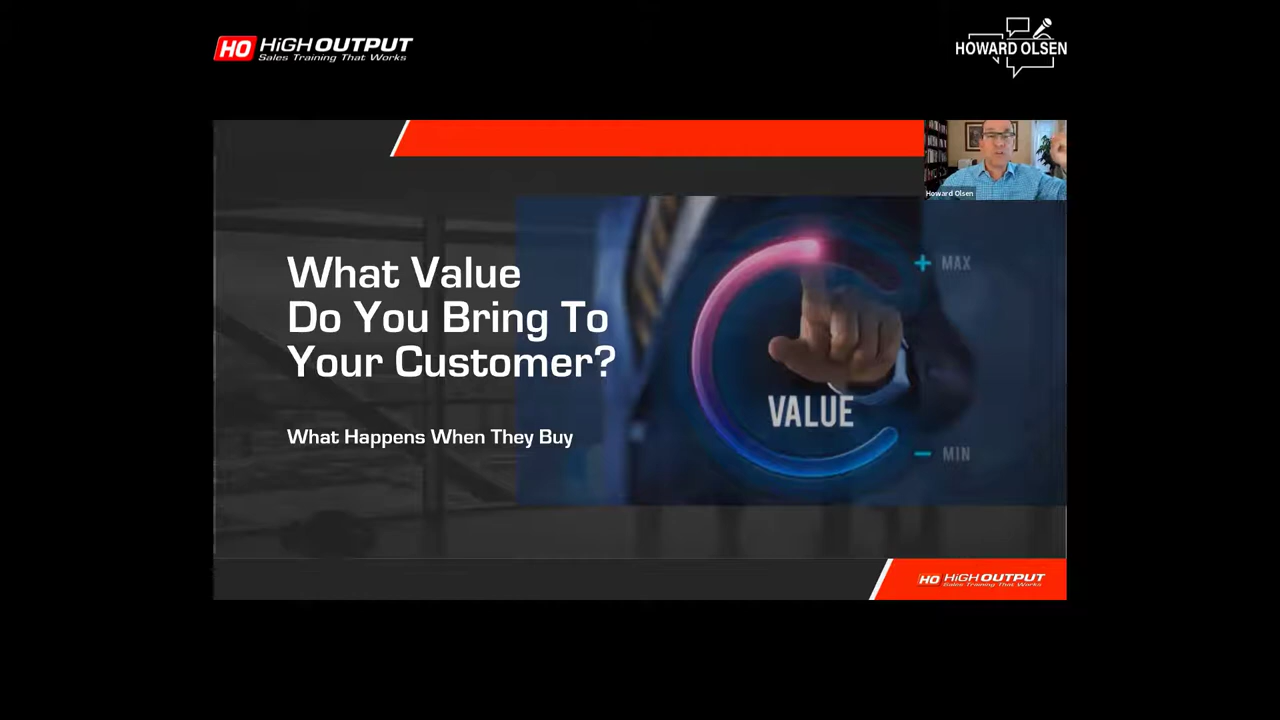 HO HiGH OUTPUT
Sales Training That Works
HOWARD OLSEN
Howard Olsen
What Value
Do You Bring To
Your Customer?
What Happens When They Buy
+ MAX
VALUE
- MIN
HO HiGH OUTPUT
Sales Training That Works